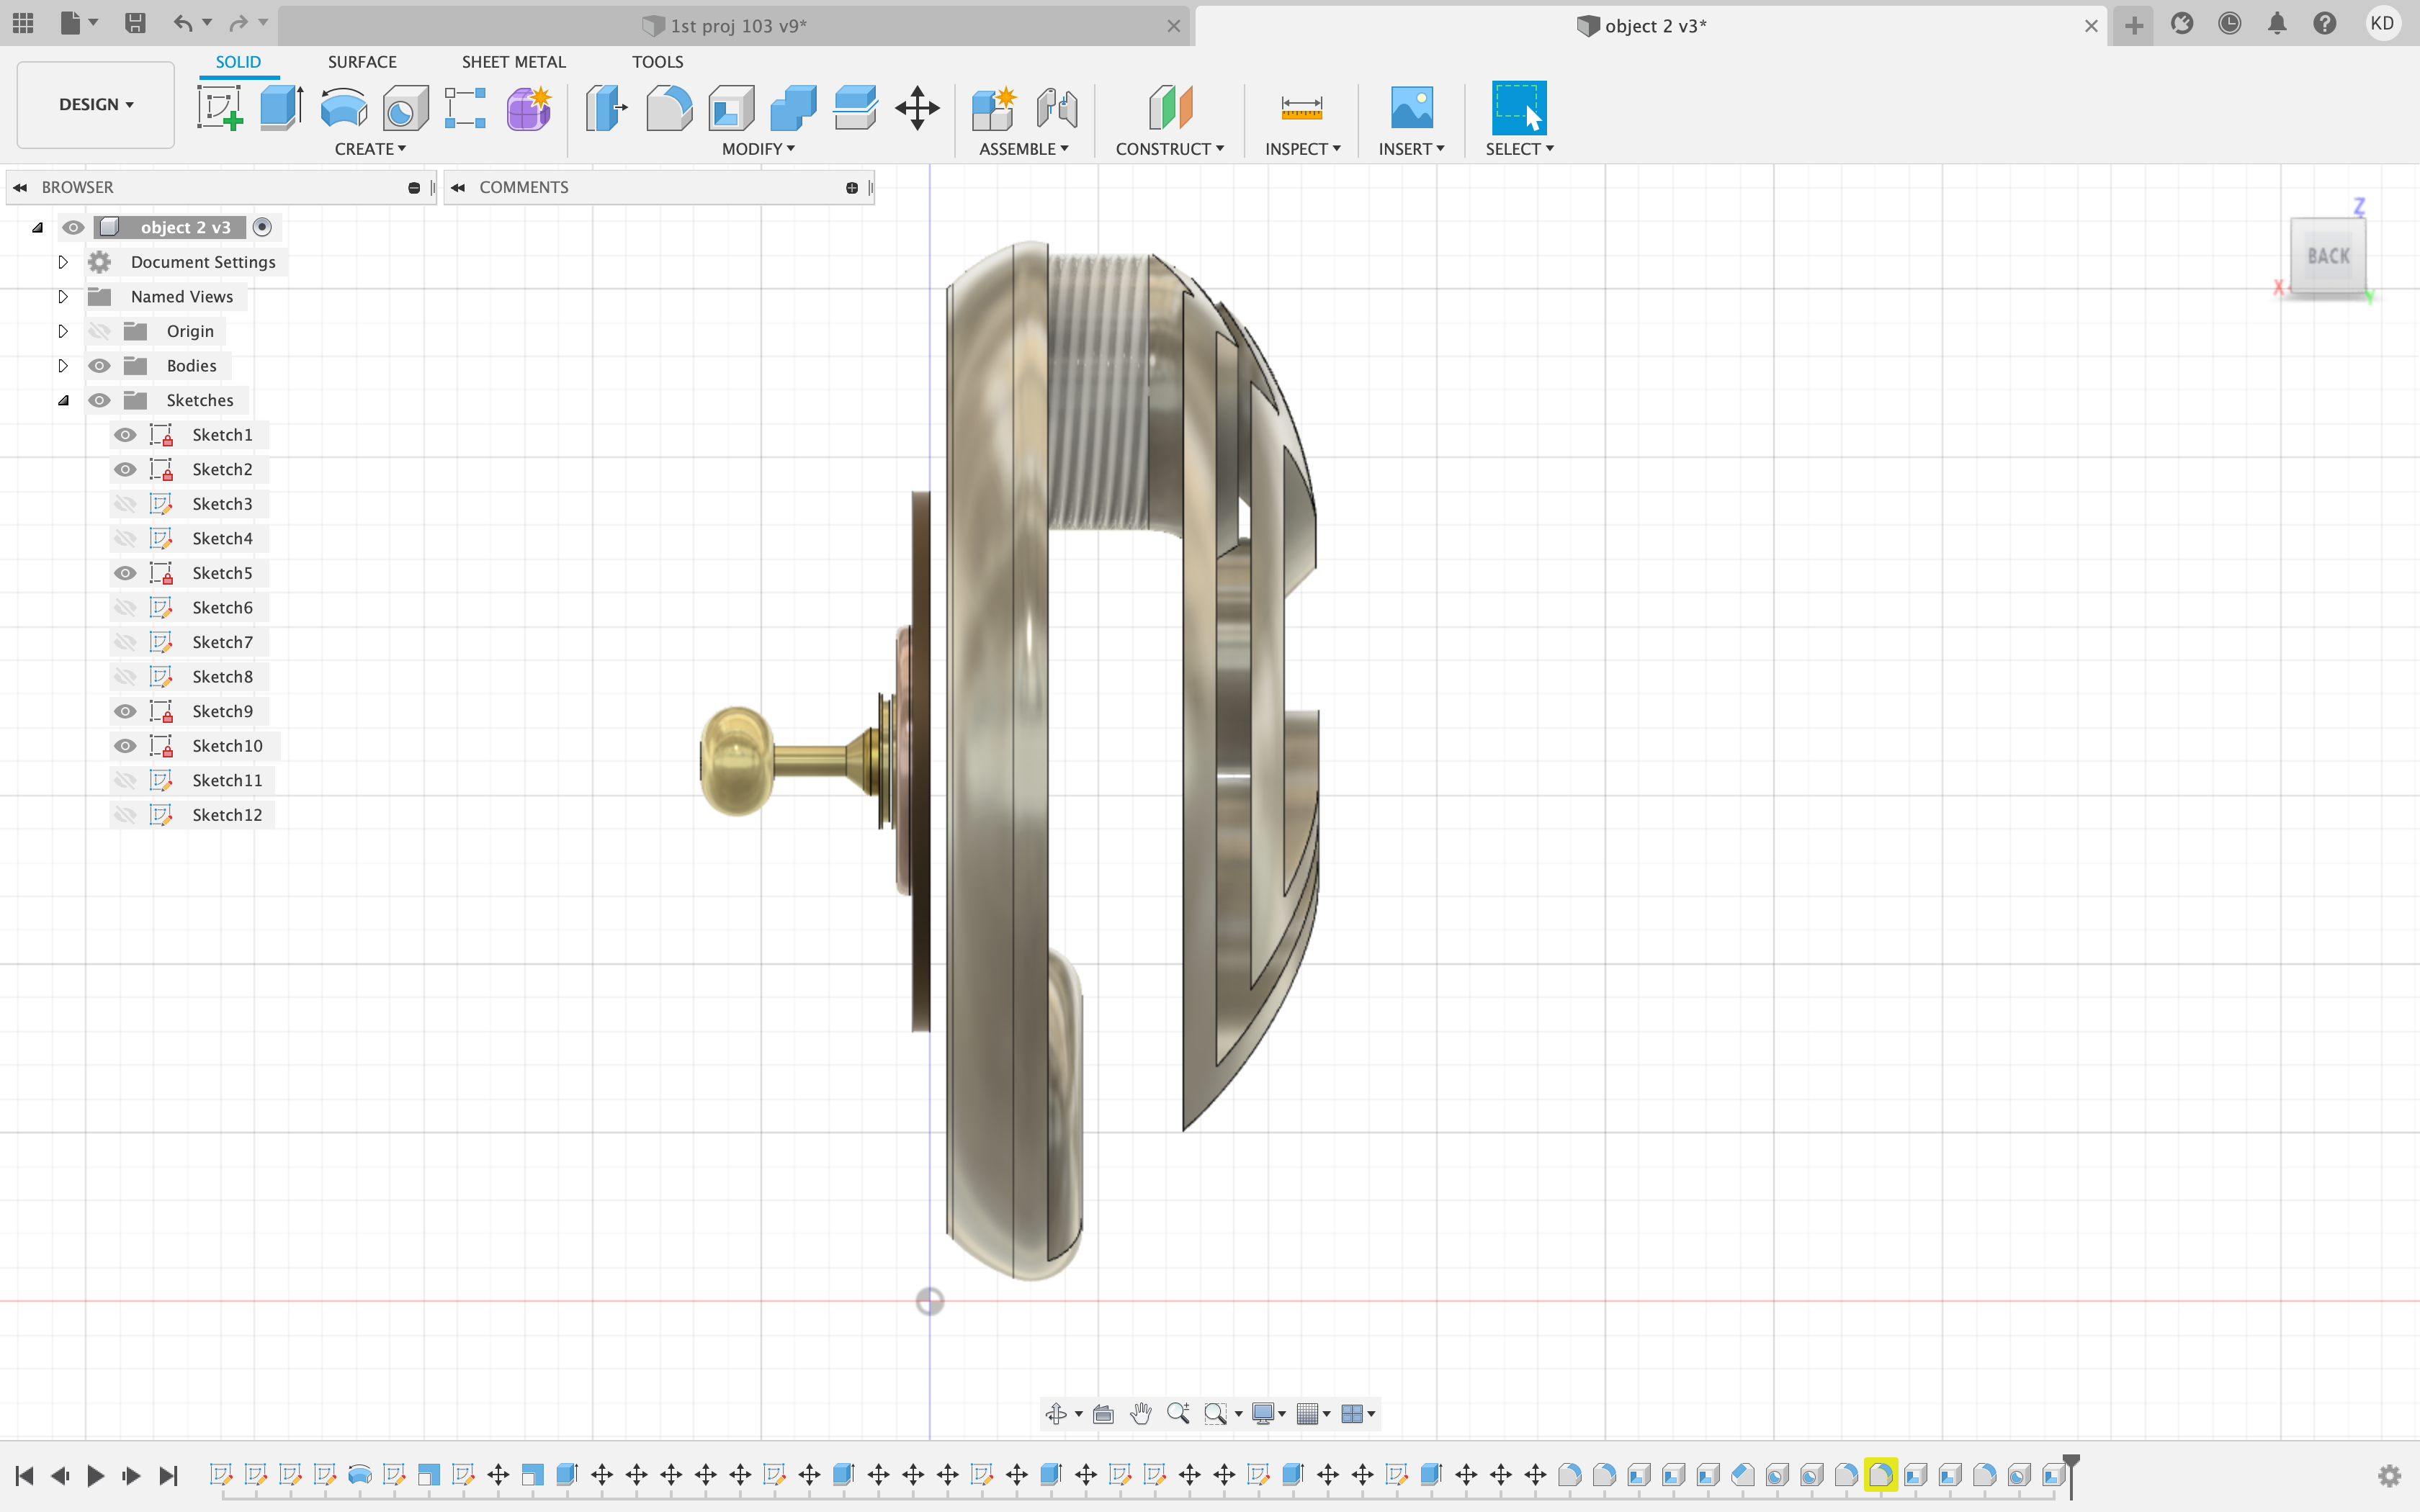 1st proj 103 v9*
object 2 v3*
KD
SOLID
SURFACE
SHEET METAL
TOOLS
DESIGN
CREATE
MODIFY
ASSEMBLE
CONSTRUCT
INSPECT
INSERT
SELECT
BROWSER
COMMENTS
object 2 v3
Document Settings
Named Views
Origin
Bodies
Sketches
Sketch1
Sketch2
Sketch3
Sketch4
Sketch5
Sketch6
Sketch7
Sketch8
Sketch9
Sketch10
Sketch11
Sketch12
Z
BACK
X
Y